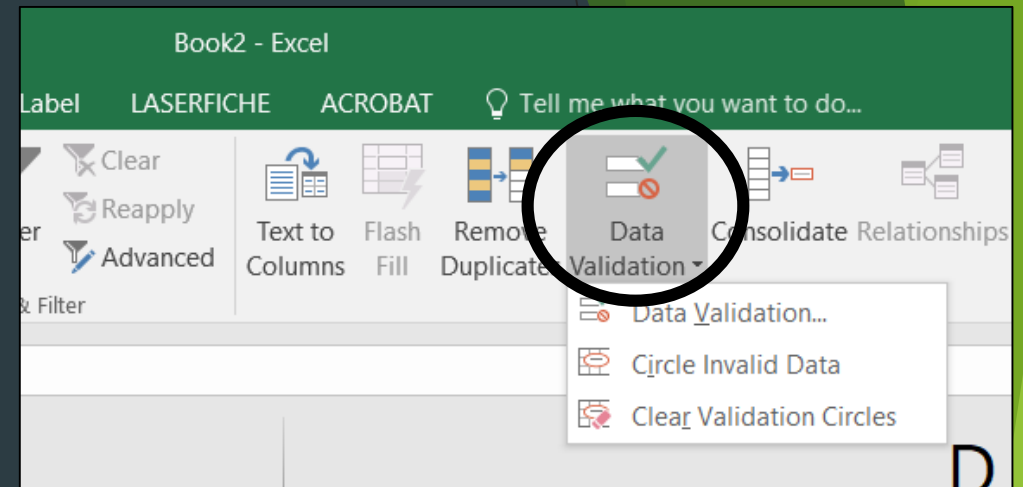 Book2 - Excel
Label LASERFICHE ACROBAT Tell me what you want to do...
Clear
Reapply
er
Advanced
Text to
Columns
Flash
Fill
Remove
Duplicates
Data
Validation
Consolidate
Relationships
& Filter
Data Validation...
Circle Invalid Data
Clear Validation Circles
D